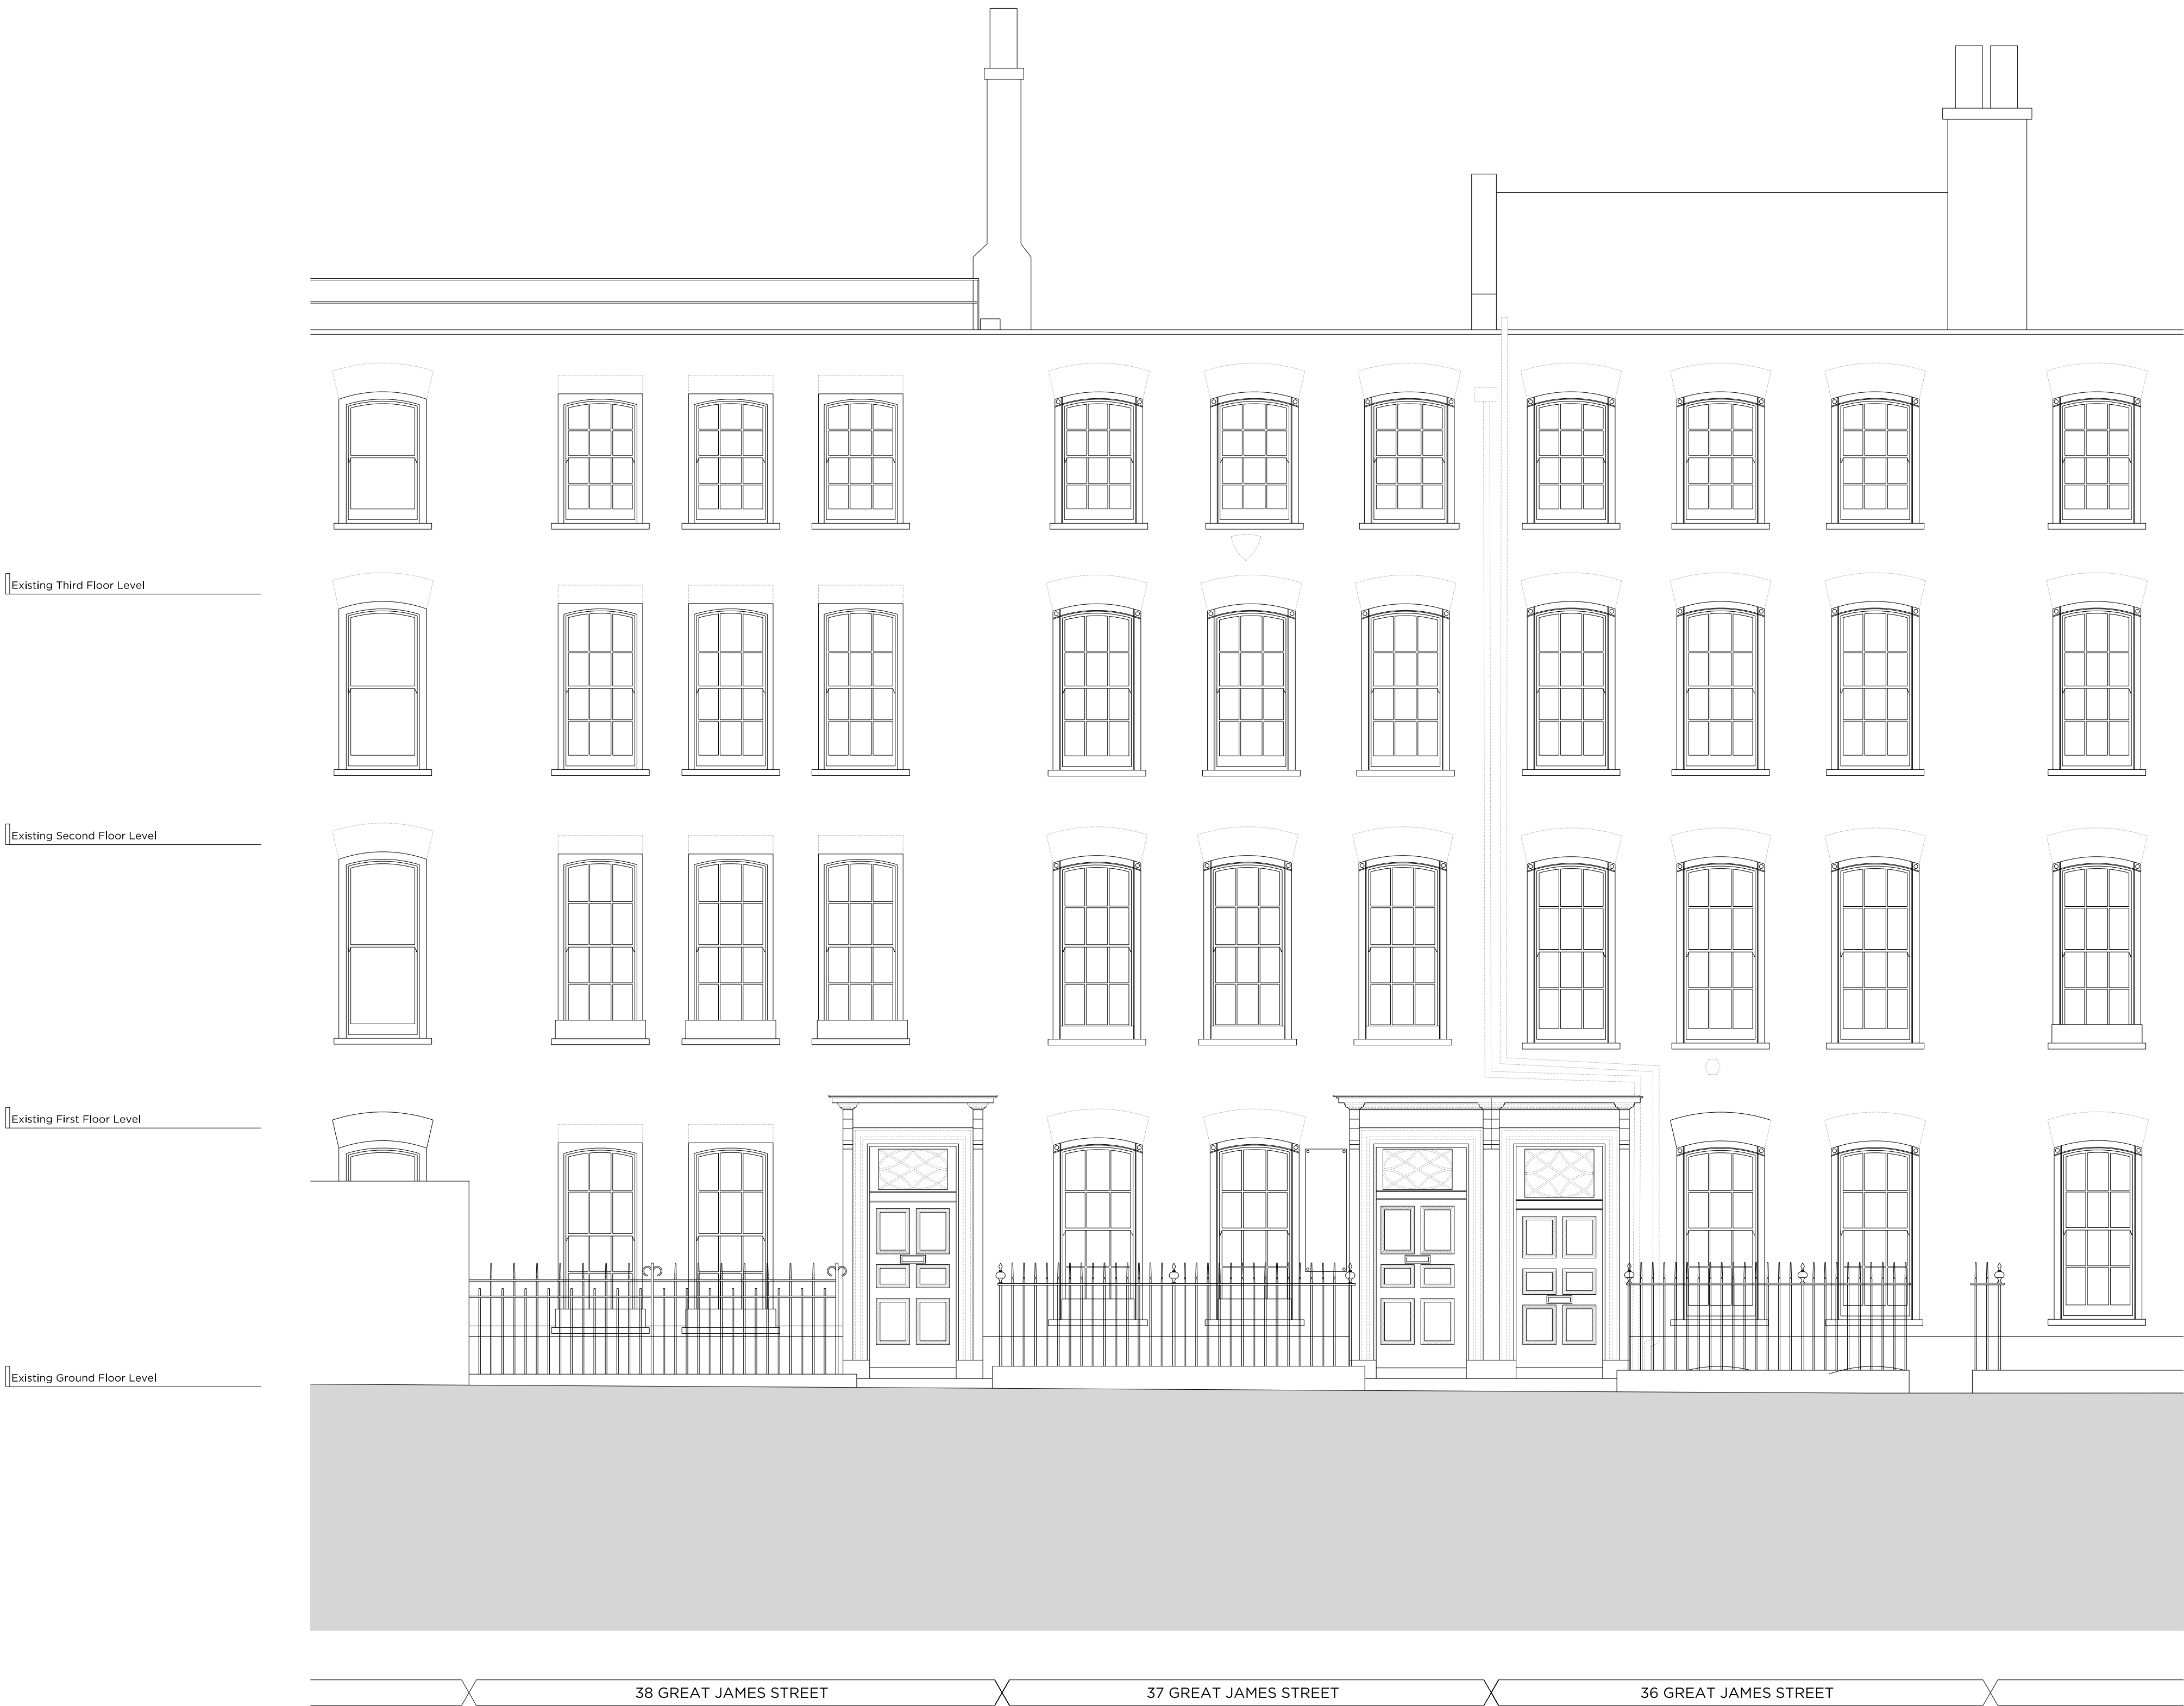 Existing Third Floor Level
Existing Second Floor Level
Existing First Floor Level
Existing Ground Floor Level
38 GREAT JAMES STREET
37 GREAT JAMES STREET
36 GREAT JAMES STREET